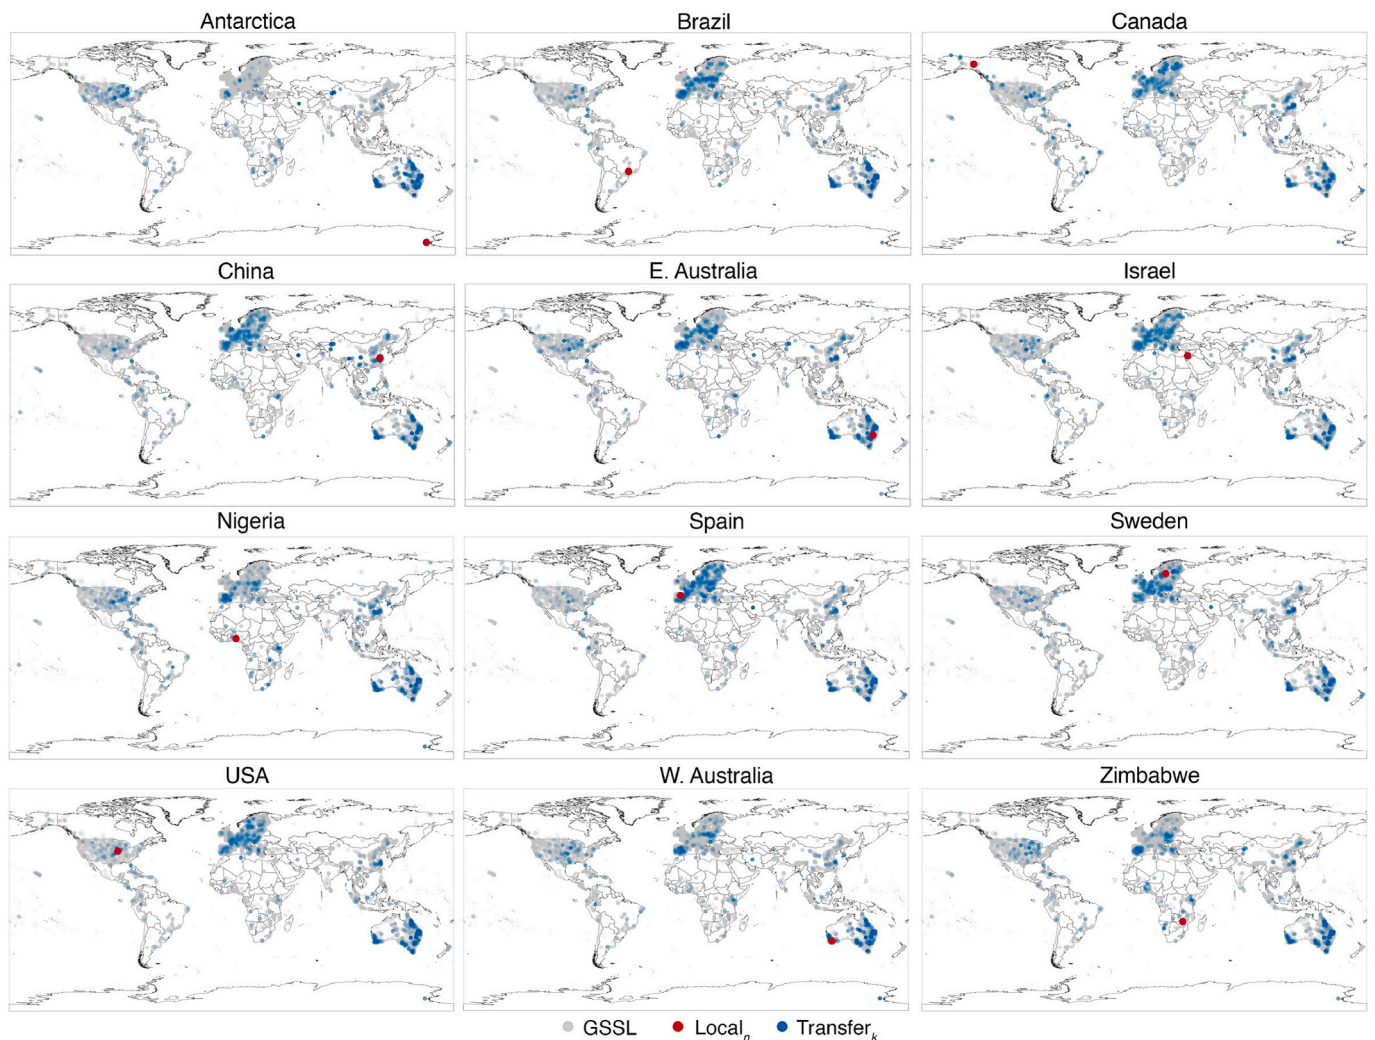 Antarctica Brazil Canada
China E. Australia Israel
Nigeria Spain Sweden
USA W. Australia Zimbabwe
GSSL Localₙ Transferₖ